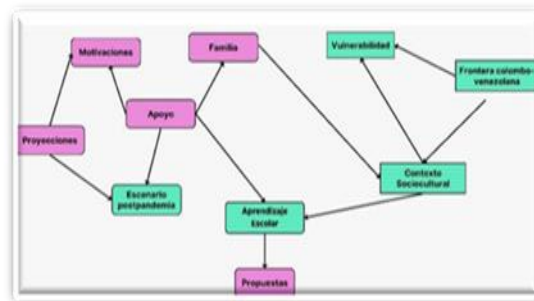 Familia
Vulnerabilidad
Motivaciones
Frontera colombo-
venezolana
Apoyo
Proyecciones
Contexto
Sociocultural
Escenario
postpandemia
Aprendizaje
Escolar
Propuestas